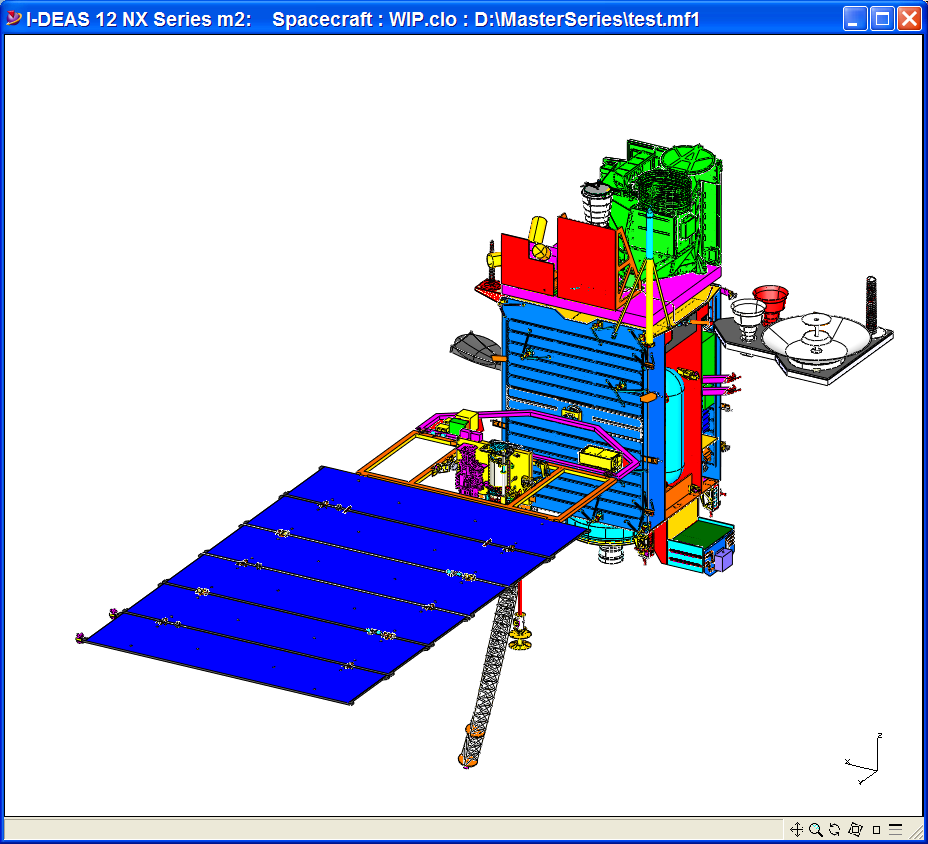 I-DEAS 12 NX Series m2: Spacecraft : WIP.clo : D:\MasterSeries\test.mf1
Z
X
Y